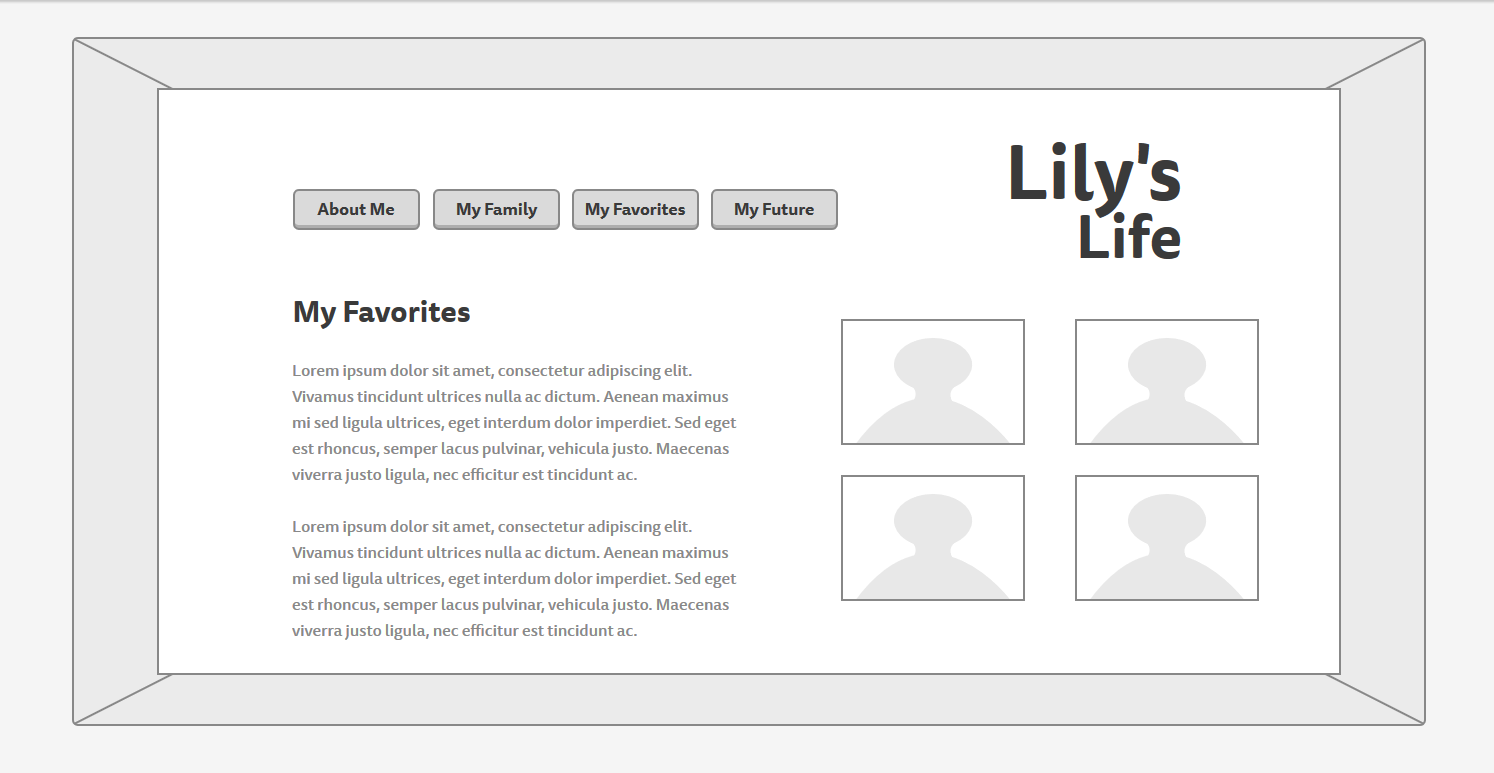 Lily's
Life
About Me
My Family
My Favorites
My Future
My Favorites
Lorem ipsum dolor sit amet, consectetur adipiscing elit.
Vivamus tincidunt ultrices nulla ac dictum. Aenean maximus
mi sed ligula ultrices, eget interdum dolor imperdiet. Sed eget
est rhoncus, semper lacus pulvinar, vehicula justo. Maecenas
viverra justo ligula, nec efficitur est tincidunt ac.
Lorem ipsum dolor sit amet, consectetur adipiscing elit.
Vivamus tincidunt ultrices nulla ac dictum. Aenean maximus
mi sed ligula ultrices, eget interdum dolor imperdiet. Sed eget
est rhoncus, semper lacus pulvinar, vehicula justo. Maecenas
viverra justo ligula, nec efficitur est tincidunt ac.